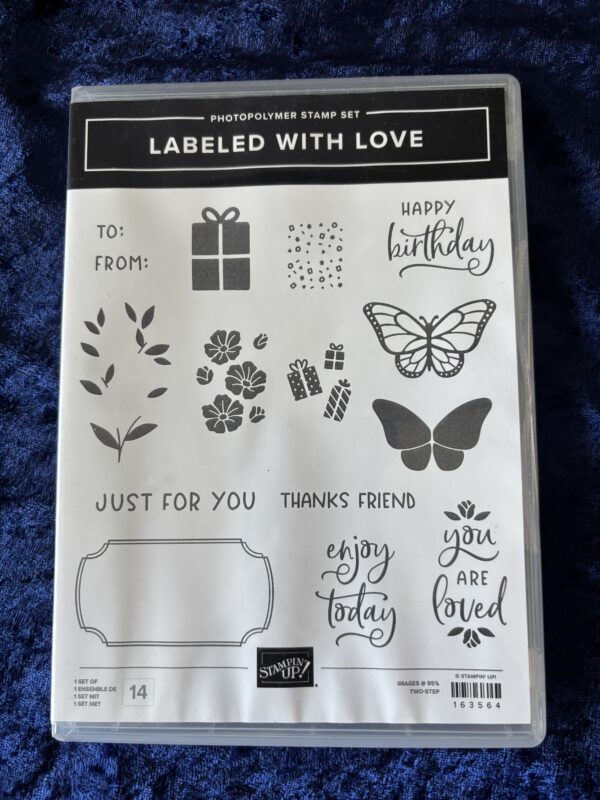 PHOTOPOLYMER STAMP SET
LABELED WITH LOVE
TO:
FROM:
HAPPY
birthday
JUST FOR YOU
THANKS FRIEND
enjoy
today
you
ARE
loved
STAMPIN'
UP!®
1 SET OF
1 ENSEMBLE DE
1 SET MIT
1 SET MET
14
IMAGES @ 95%
TWO-STEP
© STAMPIN' UP!
163564